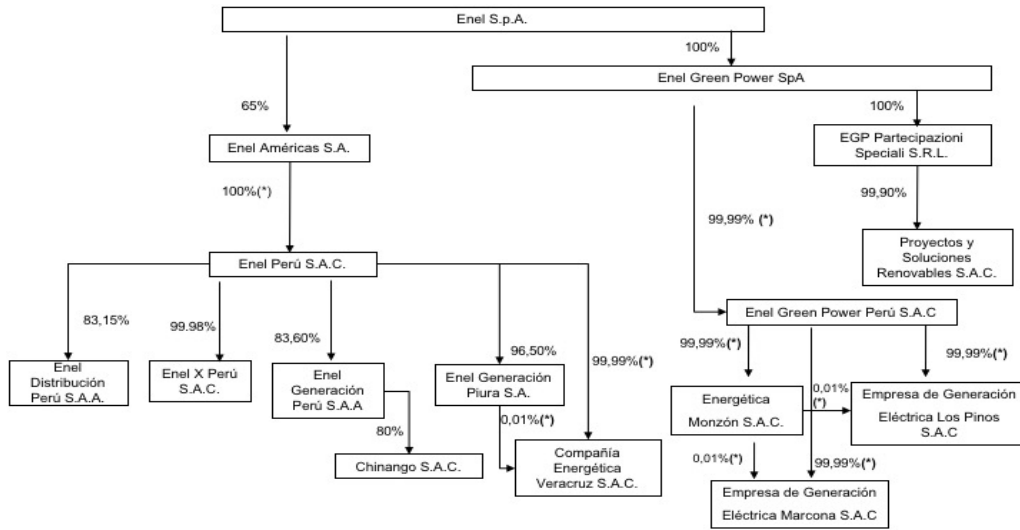 Enel S.p.A.
100%
Enel Green Power SpA
65%
100%
Enel Américas S.A.
EGP Partecipazioni
Speciali S.R.L.
100%(*)
99,99% (*)
99,90%
Proyectos y
Soluciones
Renovables S.A.C.
Enel Perú S.A.C.
83,15%
99.98%
83,60%
96,50%
99,99%(*)
Enel Green Power Perú S.A.C
99,99%(*)
99,99%(*)
Enel
Distribución
Perú S.A.A.
Enel X Perú
S.A.C.
Enel
Generación
Perú S.A.A
Enel Generación
Piura S.A.
0,01%(*)
Energética
Monzón S.A.C.
0,01%
(*)
Empresa de Generación
Eléctrica Los Pinos
S.A.C
80%
Chinango S.A.C.
Compañía
Energética
Veracruz S.A.C.
0,01%(*)
99,99%(*)
Empresa de Generación
Eléctrica Marcona S.A.C